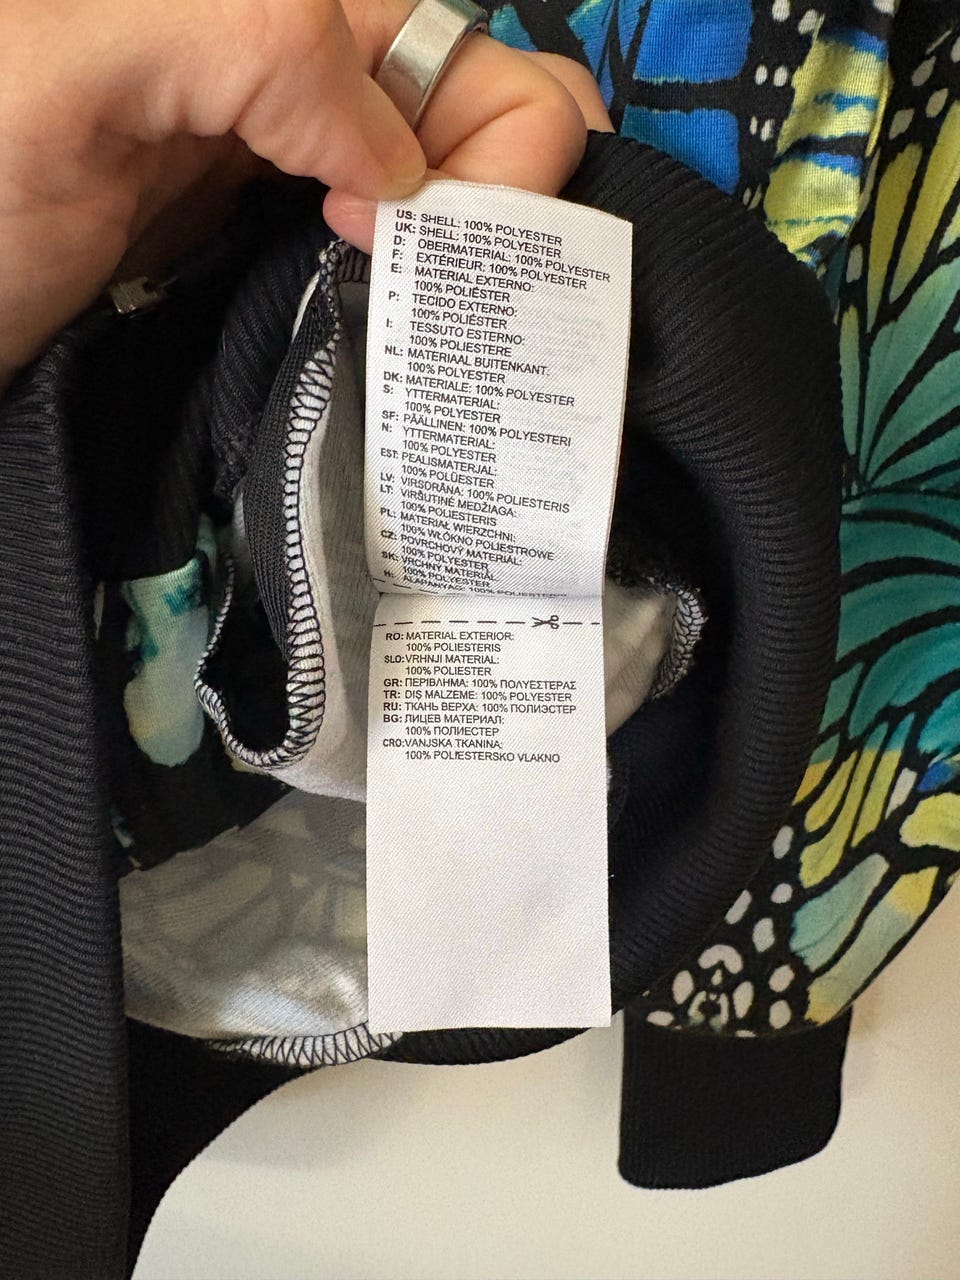 US: SHELL: 100% POLYESTER
UK: SHELL: 100% POLYESTER
D: OBERMATERIAL: 100% POLYESTER
F: EXTÉRIEUR: 100% POLYESTER
E: MATERIAL EXTERNO:
100% POLIÉSTER
P: TECIDO EXTERNO:
100% POLIÉSTER
I: TESSUTO ESTERNO:
100% POLIESTERE
NL: MATERIAAL BUITENKANT:
100% POLYESTER
DK: MATERIALE: 100% POLYESTER
S: YTTERMATERIAL:
100% POLYESTER
SF: PÄÄLLINEN: 100% POLYESTERI
N: YTTERMATERIAL:
100% POLYESTER
EST: PEALISMATERJAL:
100% POLÜESTER
LV: VIRSDRĀNA: 100% POLIESTERIS
LT: VIRŠUTINĖ MEDŽIAGA:
100% POLIESTERIS
PL: MATERIAŁ WIERZCHNI:
100% WŁÓKNO POLIESTROWE
CZ: POVRCHOVÝ MATERIÁL:
100% POLYESTER
SK: VRCHNÝ MATERIÁL:
100% POLYESTER
H: ALAPANYAG: 100% POLIESZTER
RO: MATERIAL EXTERIOR:
100% POLIESTERIS
SLO: VRHNJI MATERIAL:
100% POLIESTER
GR: ΠΕΡΙΒΛΗΜΑ: 100% ΠΟΛΥΕΣΤΕΡΑΣ
TR: DIŞ MALZEME: 100% POLYESTER
RU: ТКАНЬ ВЕРХА: 100% ПОЛИЭСТЕР
BG: ЛИЦЕВ МАТЕРИАЛ:
100% ПОЛИЕСТЕР
CRO: VANJSKA TKANINA:
100% POLIESTERSKO VLAKNO